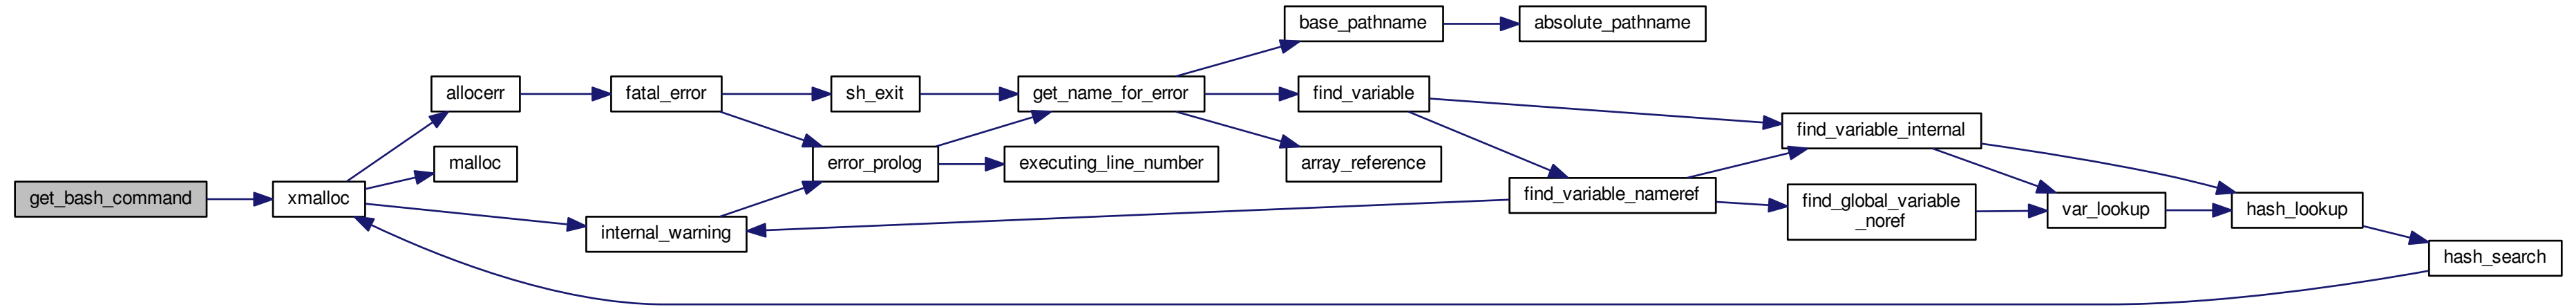 base_pathname
absolute_pathname
allocerr
fatal_error
sh_exit
get_name_for_error
find_variable
find_variable_internal
malloc
error_prolog
executing_line_number
array_reference
get_bash_command
xmalloc
find_variable_nameref
find_global_variable
_noref
var_lookup
hash_lookup
internal_warning
hash_search